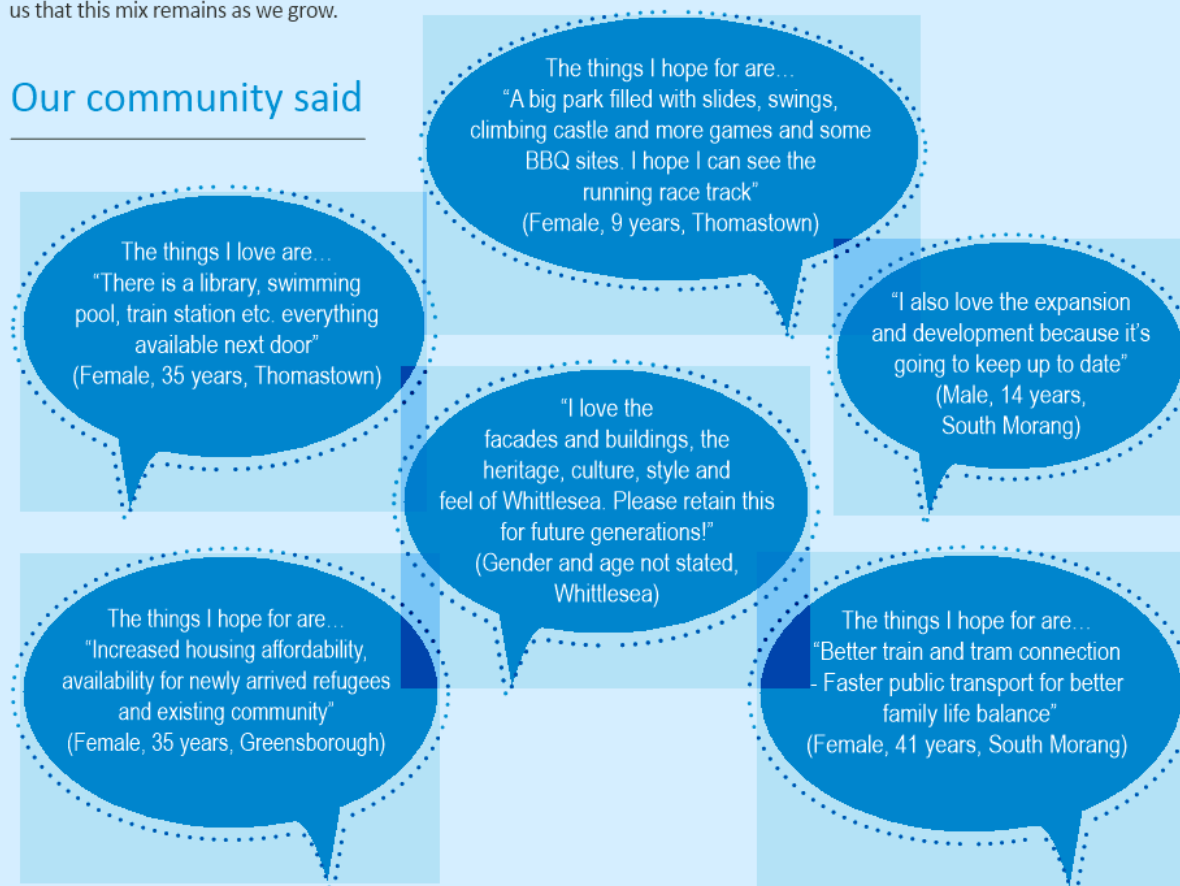 us that this mix remains as we grow.
Our community said
The things I hope for are...
“A big park filled with slides, swings,
climbing castle and more games and some
BBQ sites. I hope I can see the
running race track”
(Female, 9 years, Thomastown)
The things I love are...
“There is a library, swimming
pool, train station etc. everything
available next door”
(Female, 35 years, Thomastown)
“I also love the expansion
and development because it’s
going to keep up to date”
(Male, 14 years,
South Morang)
“I love the
facades and buildings, the
heritage, culture, style and
feel of Whittlesea. Please retain this
for future generations!”
(Gender and age not stated,
Whittlesea)
The things I hope for are...
“Increased housing affordability,
availability for newly arrived refugees
and existing community”
(Female, 35 years, Greensborough)
The things I hope for are...
“Better train and tram connection
- Faster public transport for better
family life balance”
(Female, 41 years, South Morang)